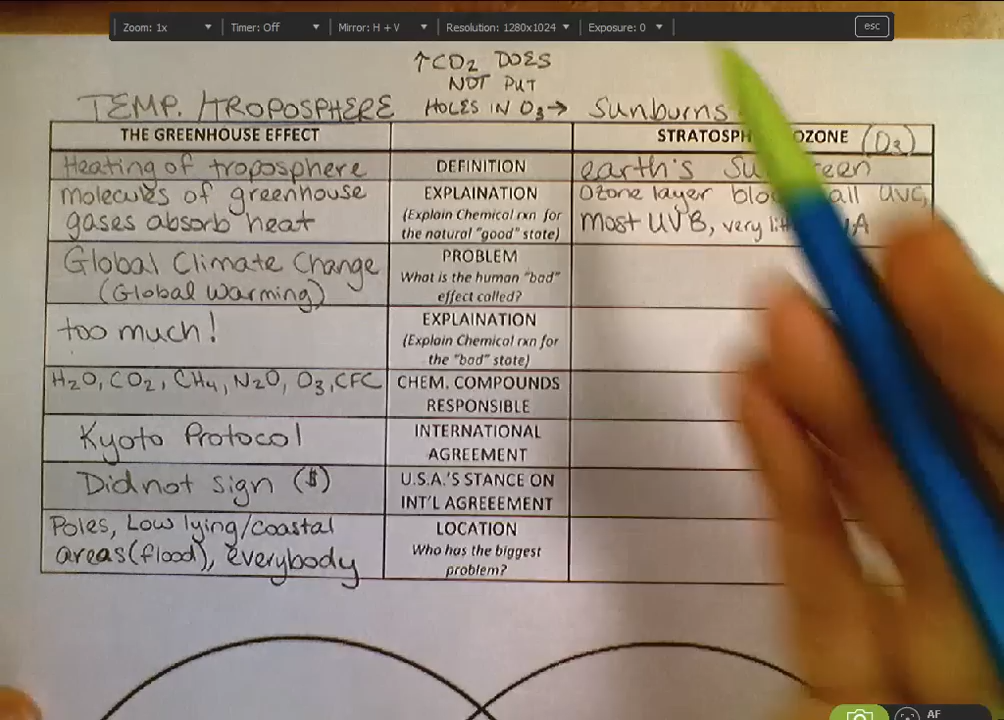 Zoom: 1x Timer: Off Mirror: H + V Resolution: 1280x1024 Exposure: 0 esc
↑CO2 DOES
NOT PUT
TEMP. /TROPOSPHERE HOLES IN O3→ Sunburns
THE GREENHOUSE EFFECT OZONE (O3)
Heating of troposphere DEFINITION earth's
molecules of greenhouse EXPLAINATION Ozone layer all UVC,
gases absorb heat (Explain Chemical rxn for most UVB, very
the natural "good" state)
Global Climate Change PROBLEM
(Global Warming) What is the human "bad"
effect called?
too much! EXPLAINATION
(Explain Chemical rxn for
the "bad" state)
H2O, CO2, CH4, N2O, O3, CFC CHEM. COMPOUNDS
RESPONSIBLE
Kyoto Protocol INTERNATIONAL
AGREEMENT
Did not sign ($) U.S.A.'S STANCE ON
INT'L AGREEEMENT
Poles, Low lying/coastal LOCATION
areas(flood), everybody Who has the biggest
problem?
AF